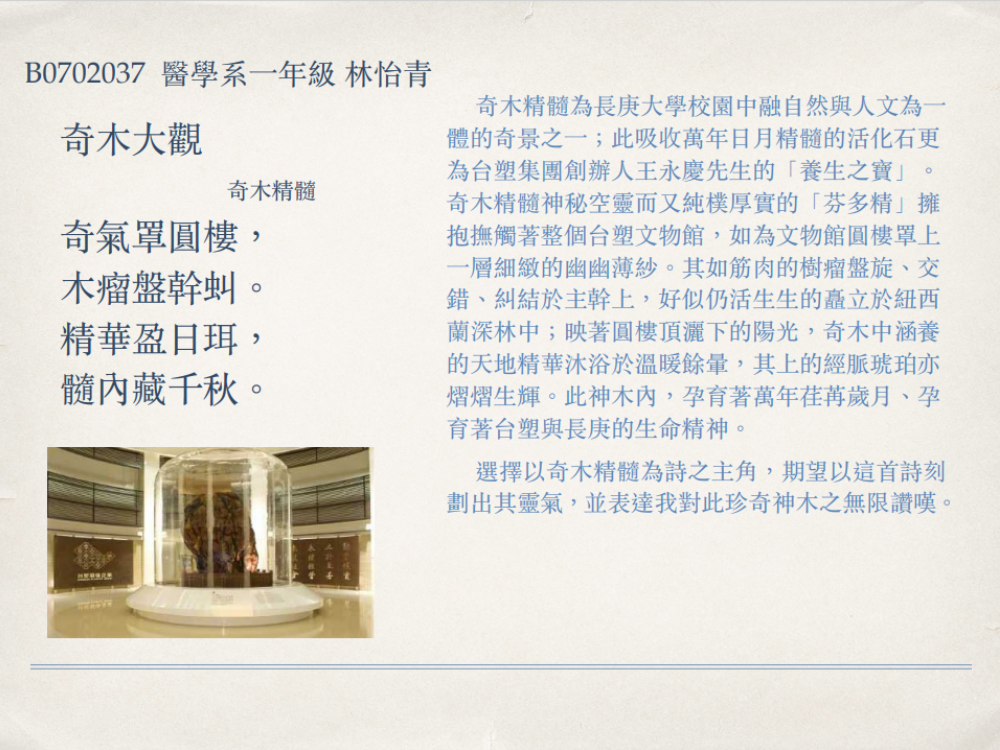 B0702037 醫學系一年級 林怡青
奇木大觀
奇木精髓
奇氣罩圓樓，
木瘤盤幹虯。
精華盈日珥，
髓內藏千秋。
奇木精髓為長庚大學校園中融自然與人文為一
體的奇景之一；此吸收萬年日月精髓的活化石更
為台塑集團創辦人王永慶先生的「養生之寶」。
奇木精髓神秘空靈而又純樸厚實的「芬多精」擁
抱撫觸著整個台塑文物館，如為文物館圓樓罩上
一層細緻的幽幽薄紗。其如筋肉的樹瘤盤旋、交
錯、糾結於主幹上，好似仍活生生的矗立於紐西
蘭深林中；映著圓樓頂灑下的陽光，奇木中涵養
的天地精華沐浴於溫暖餘暈，其上的經脈琥珀亦
熠熠生輝。此神木內，孕育著萬年荏苒歲月、孕
育著台塑與長庚的生命精神。
選擇以奇木精髓為詩之主角，期望以這首詩刻
劃出其靈氣，並表達我對此珍奇神木之無限讚嘆。